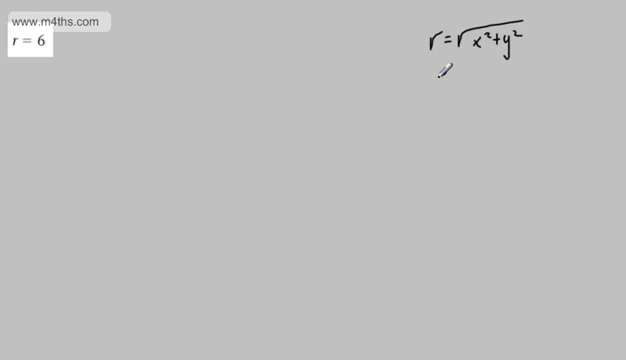 www.m4ths.com
r = 6
r = √x²+y²